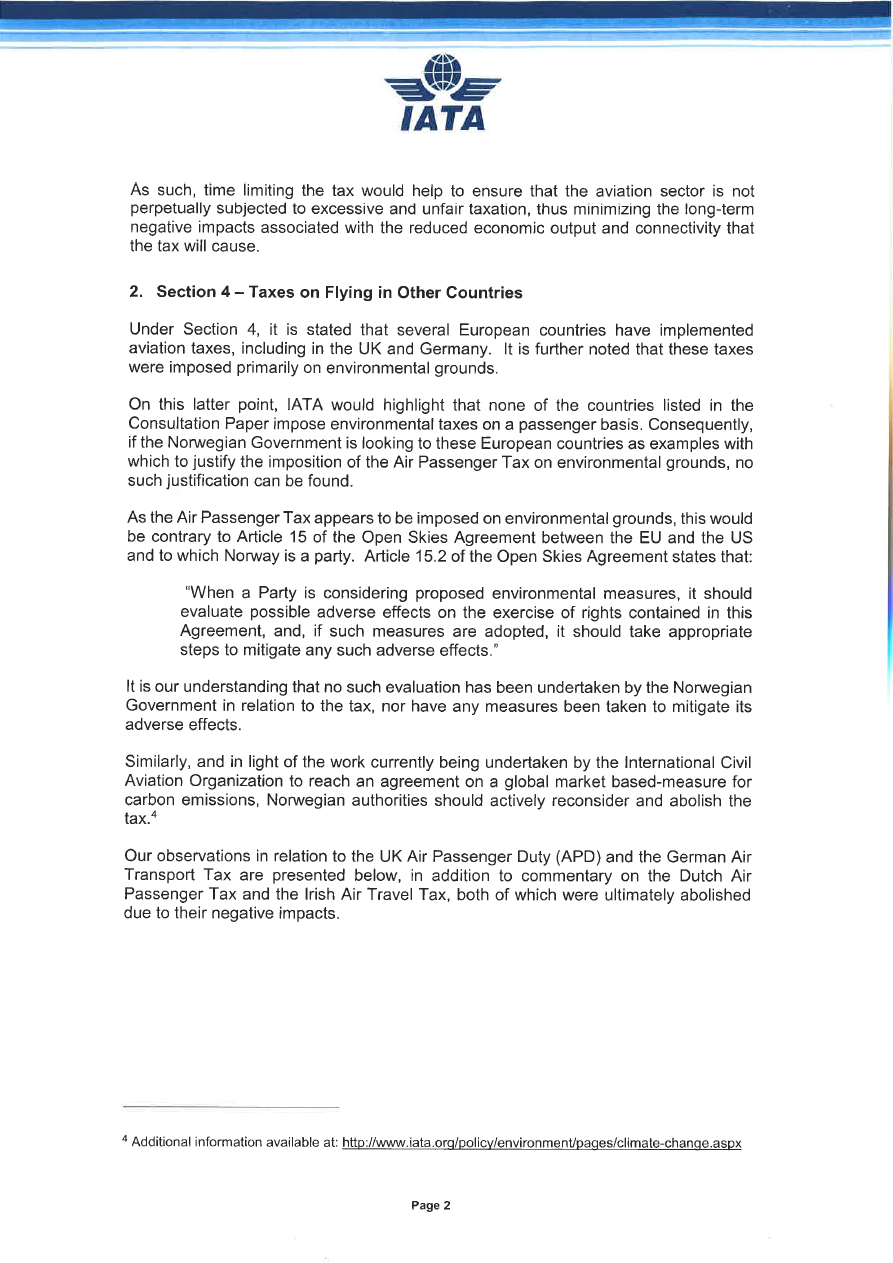 IATA
As such, time limiting the tax would help to ensure that the aviation sector is not
perpetually subjected to excessive and unfair taxation, thus minimizing the long-term
negative impacts associated with the reduced economic output and connectivity that
the tax will cause.
2. Section 4 – Taxes on Flying in Other Countries
Under Section 4, it is stated that several European countries have implemented
aviation taxes, including in the UK and Germany. It is further noted that these taxes
were imposed primarily on environmental grounds.
On this latter point, IATA would highlight that none of the countries listed in the
Consultation Paper impose environmental taxes on a passenger basis. Consequently,
if the Norwegian Government is looking to these European countries as examples with
which to justify the imposition of the Air Passenger Tax on environmental grounds, no
such justification can be found.
As the Air Passenger Tax appears to be imposed on environmental grounds, this would
be contrary to Article 15 of the Open Skies Agreement between the EU and the US
and to which Norway is a party. Article 15.2 of the Open Skies Agreement states that:
“When a Party is considering proposed environmental measures, it should
evaluate possible adverse effects on the exercise of rights contained in this
Agreement, and, if such measures are adopted, it should take appropriate
steps to mitigate any such adverse effects.”
It is our understanding that no such evaluation has been undertaken by the Norwegian
Government in relation to the tax, nor have any measures been taken to mitigate its
adverse effects.
Similarly, and in light of the work currently being undertaken by the International Civil
Aviation Organization to reach an agreement on a global market based-measure for
carbon emissions, Norwegian authorities should actively reconsider and abolish the
tax.⁴
Our observations in relation to the UK Air Passenger Duty (APD) and the German Air
Transport Tax are presented below, in addition to commentary on the Dutch Air
Passenger Tax and the Irish Air Travel Tax, both of which were ultimately abolished
due to their negative impacts.
⁴ Additional information available at: http://www.iata.org/policy/environment/pages/climate-change.aspx
Page 2